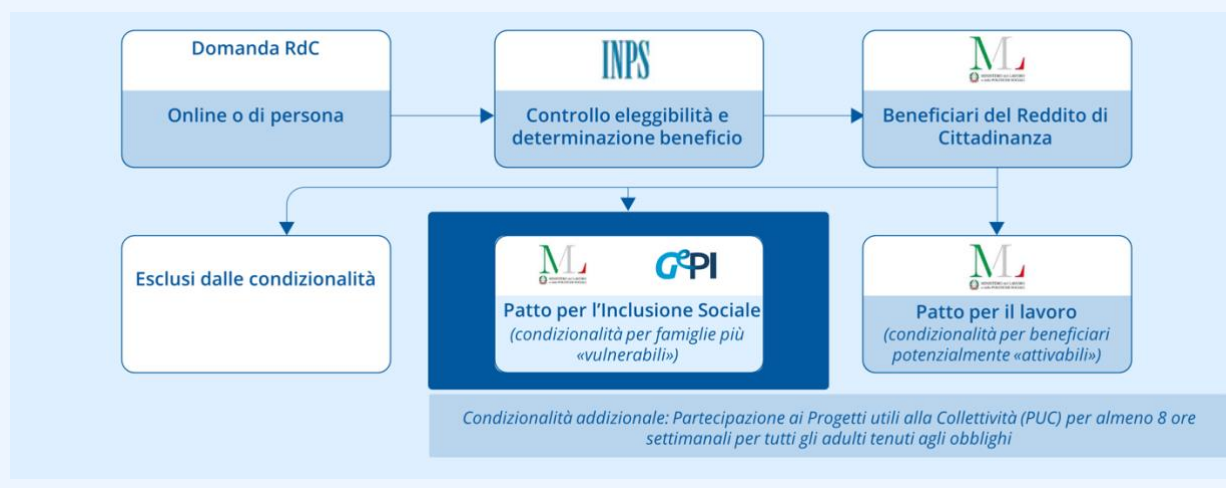 Domanda RdC
Online o di persona
INPS
Controllo eleggibilità e
determinazione beneficio
ML
Beneficiari del Reddito di
Cittadinanza
Esclusi dalle condizionalità
ML
GePI
Patto per l'Inclusione Sociale
(condizionalità per famiglie più
«vulnerabili»)
ML
Patto per il lavoro
(condizionalità per beneficiari
potenzialmente «attivabili»)
Condizionalità addizionale: Partecipazione ai Progetti utili alla Collettività (PUC) per almeno 8 ore
settimanali per tutti gli adulti tenuti agli obblighi